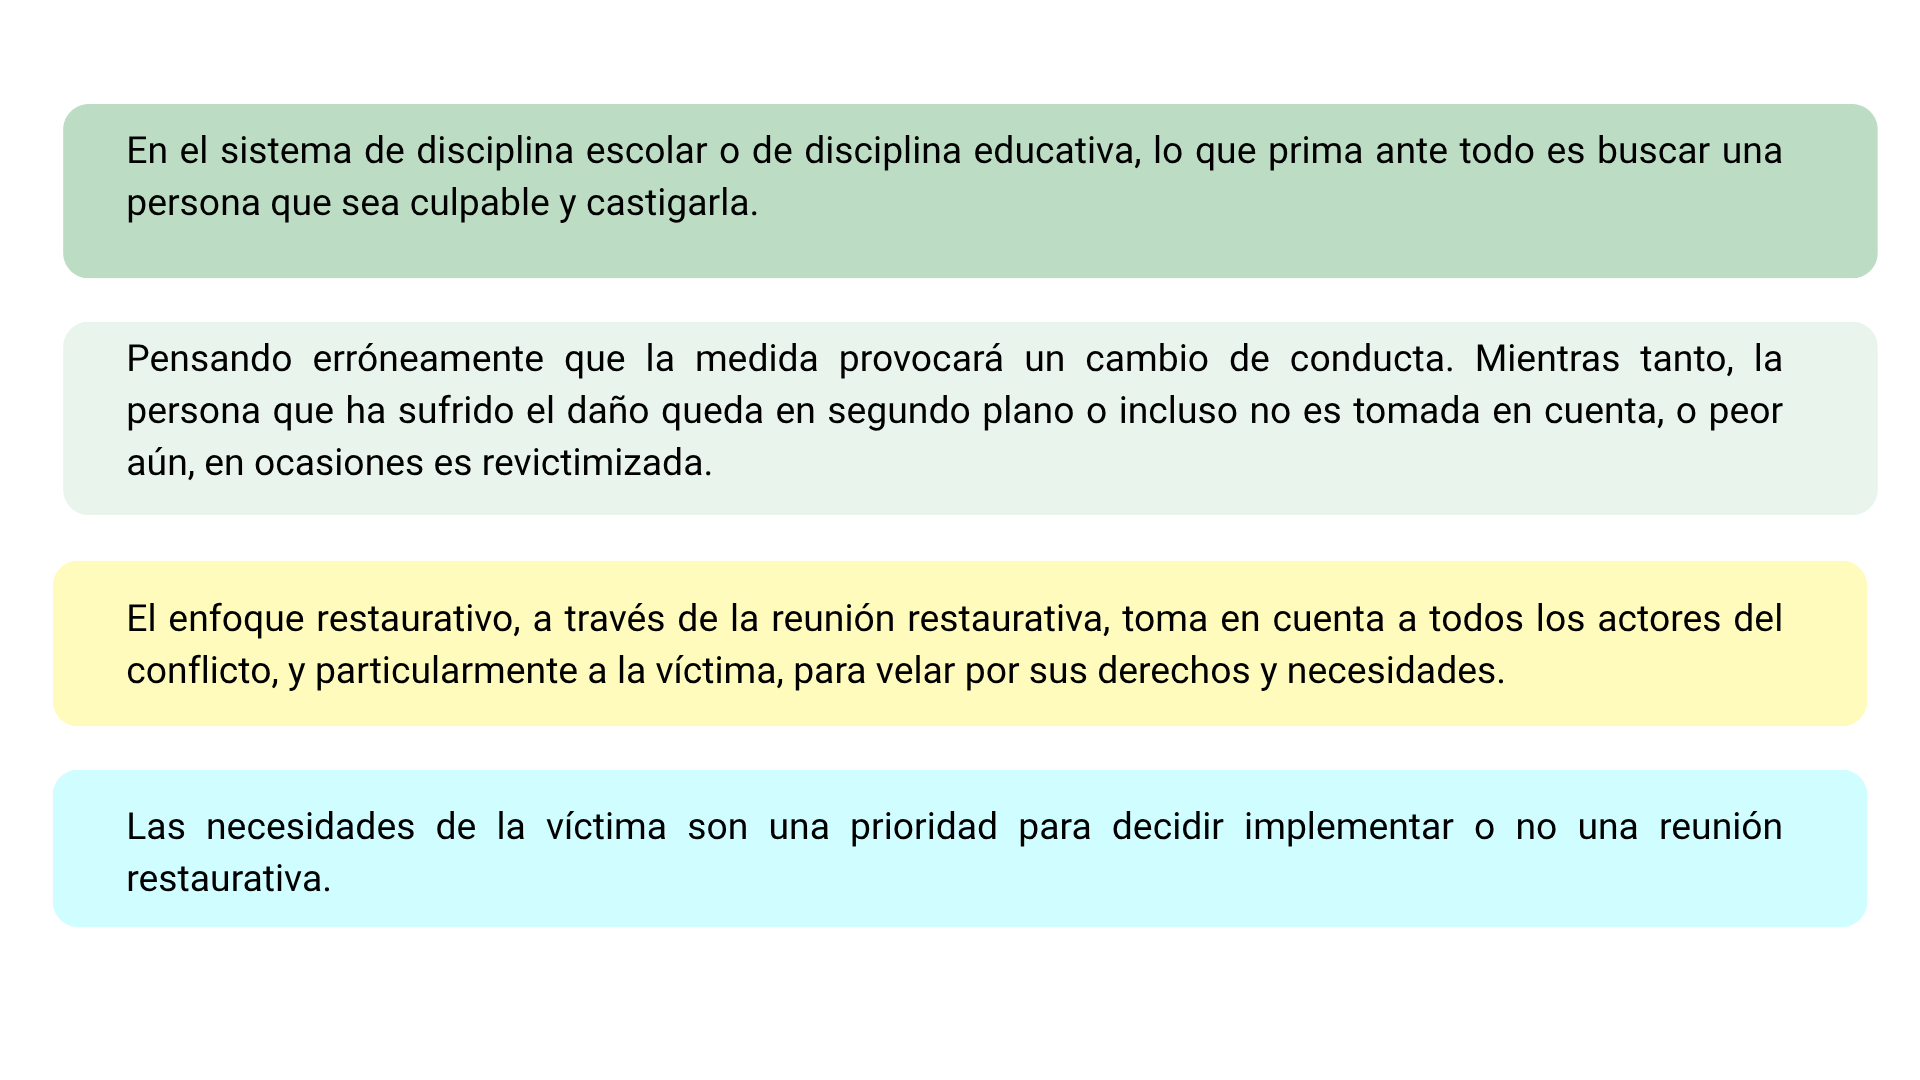 En el sistema de disciplina escolar o de disciplina educativa, lo que prima ante todo es buscar una
persona que sea culpable y castigarla.
Pensando erróneamente que la medida provocará un cambio de conducta. Mientras tanto, la
persona que ha sufrido el daño queda en segundo plano o incluso no es tomada en cuenta, o peor
aún, en ocasiones es revictimizada.
El enfoque restaurativo, a través de la reunión restaurativa, toma en cuenta a todos los actores del
conflicto, y particularmente a la víctima, para velar por sus derechos y necesidades.
Las necesidades de la víctima son una prioridad para decidir implementar o no una reunión
restaurativa.